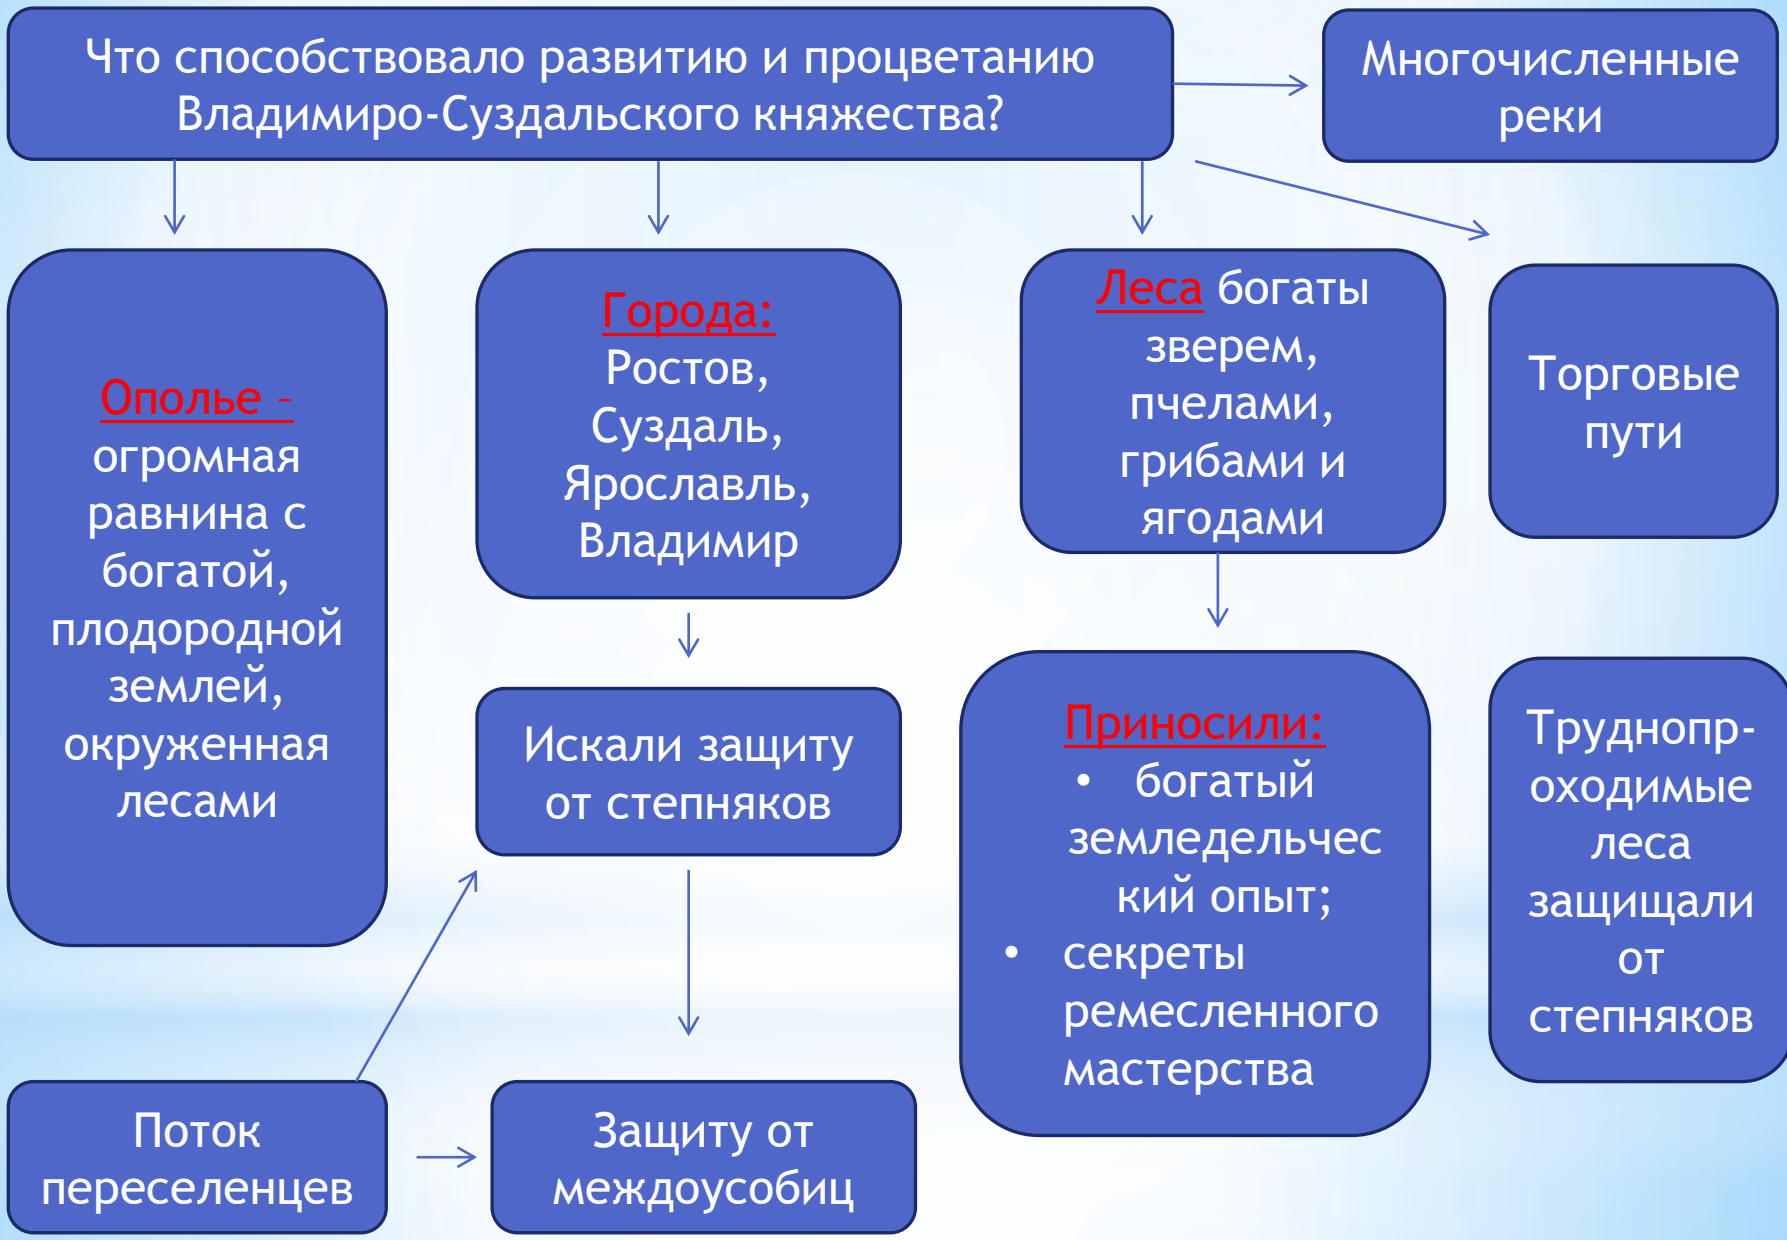 Что способствовало развитию и процветанию
Владимиро-Суздальского княжества?
Многочисленные
реки
Ополье –
огромная
равнина с
богатой,
плодородной
землей,
окруженная
лесами
Города:
Ростов,
Суздаль,
Ярославль,
Владимир
Леса богаты
зверем,
пчелами,
грибами и
ягодами
Торговые
пути
Искали защиту
от степняков
Приносили:
• богатый
земледельчес
кий опыт;
• секреты
ремесленного
мастерства
Труднопр-
оходимые
леса
защищали
от
степняков
Поток
переселенцев
Защиту от
междоусобиц